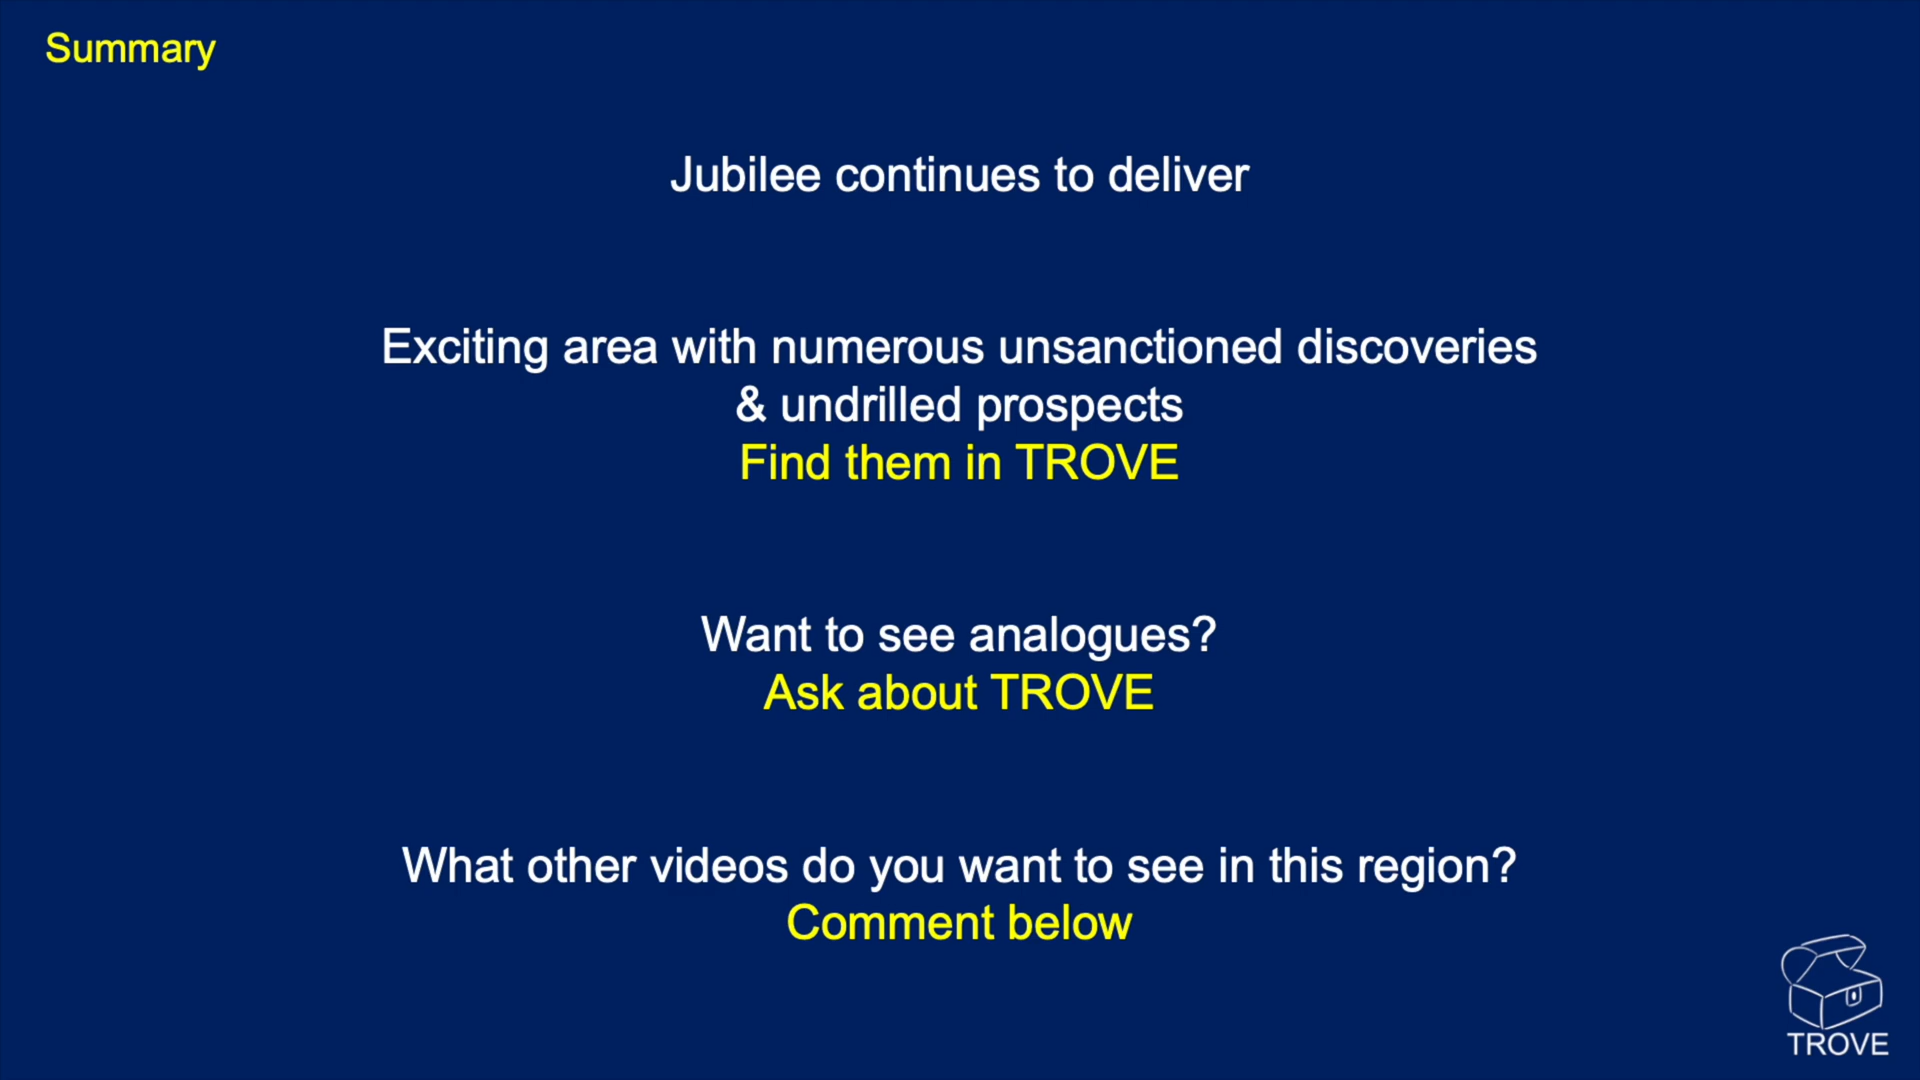 Summary
Jubilee continues to deliver
Exciting area with numerous unsanctioned discoveries
& undrilled prospects
Find them in TROVE
Want to see analogues?
Ask about TROVE
What other videos do you want to see in this region?
Comment below
TROVE